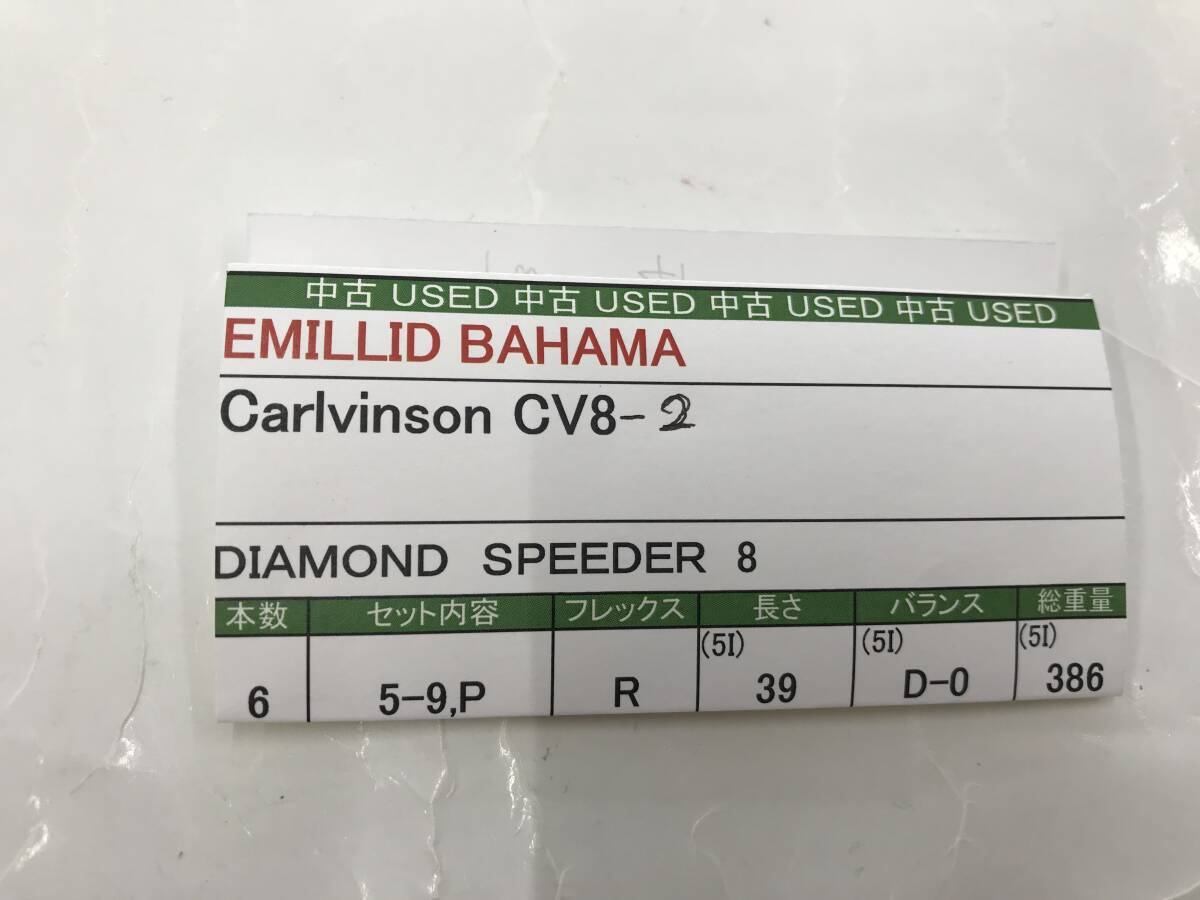 中古 USED 中古 USED 中古 USED 中古 USED
EMILLID BAHAMA
Carlvinson CV8-2
DIAMOND SPEEDER 8
本数 セット内容 フレックス 長さ バランス 総重量
(5I) (5I) (5I)
6 5-9,P R 39 D-0 386